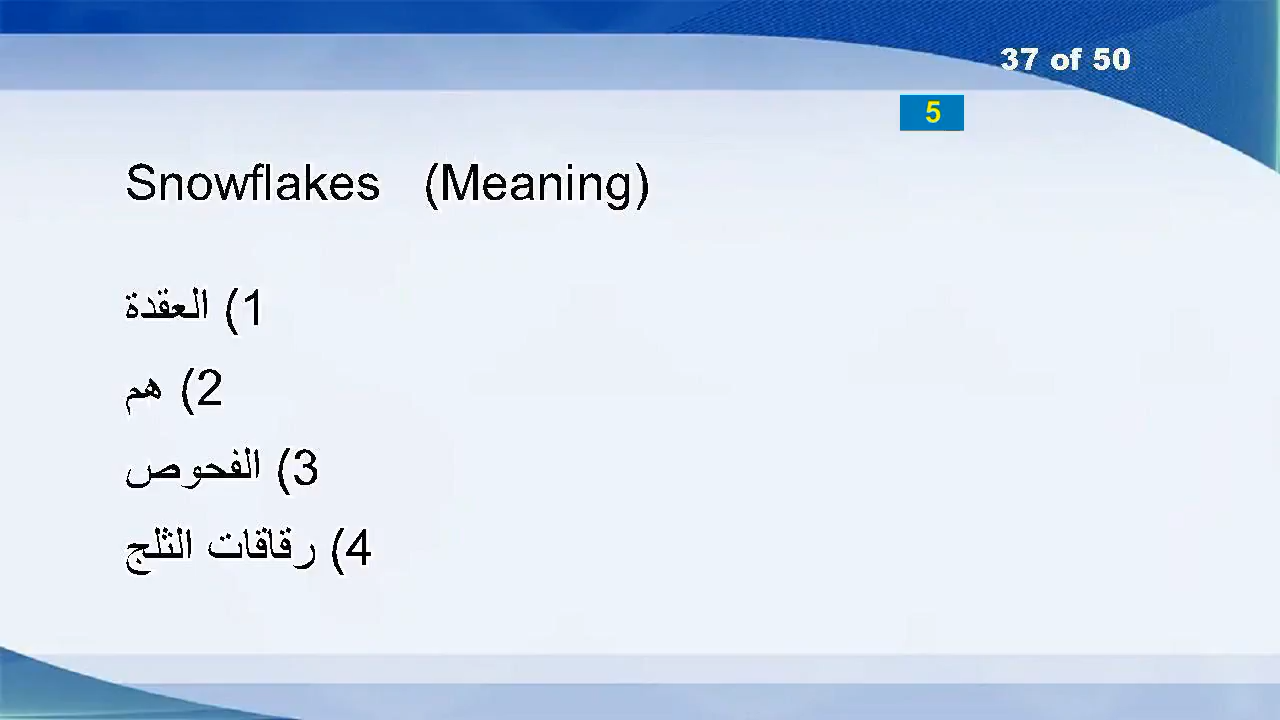 37 of 50
5
Snowflakes (Meaning)
1) العقدة
2) هم
3) الفحوص
4) رقاقات الثلج